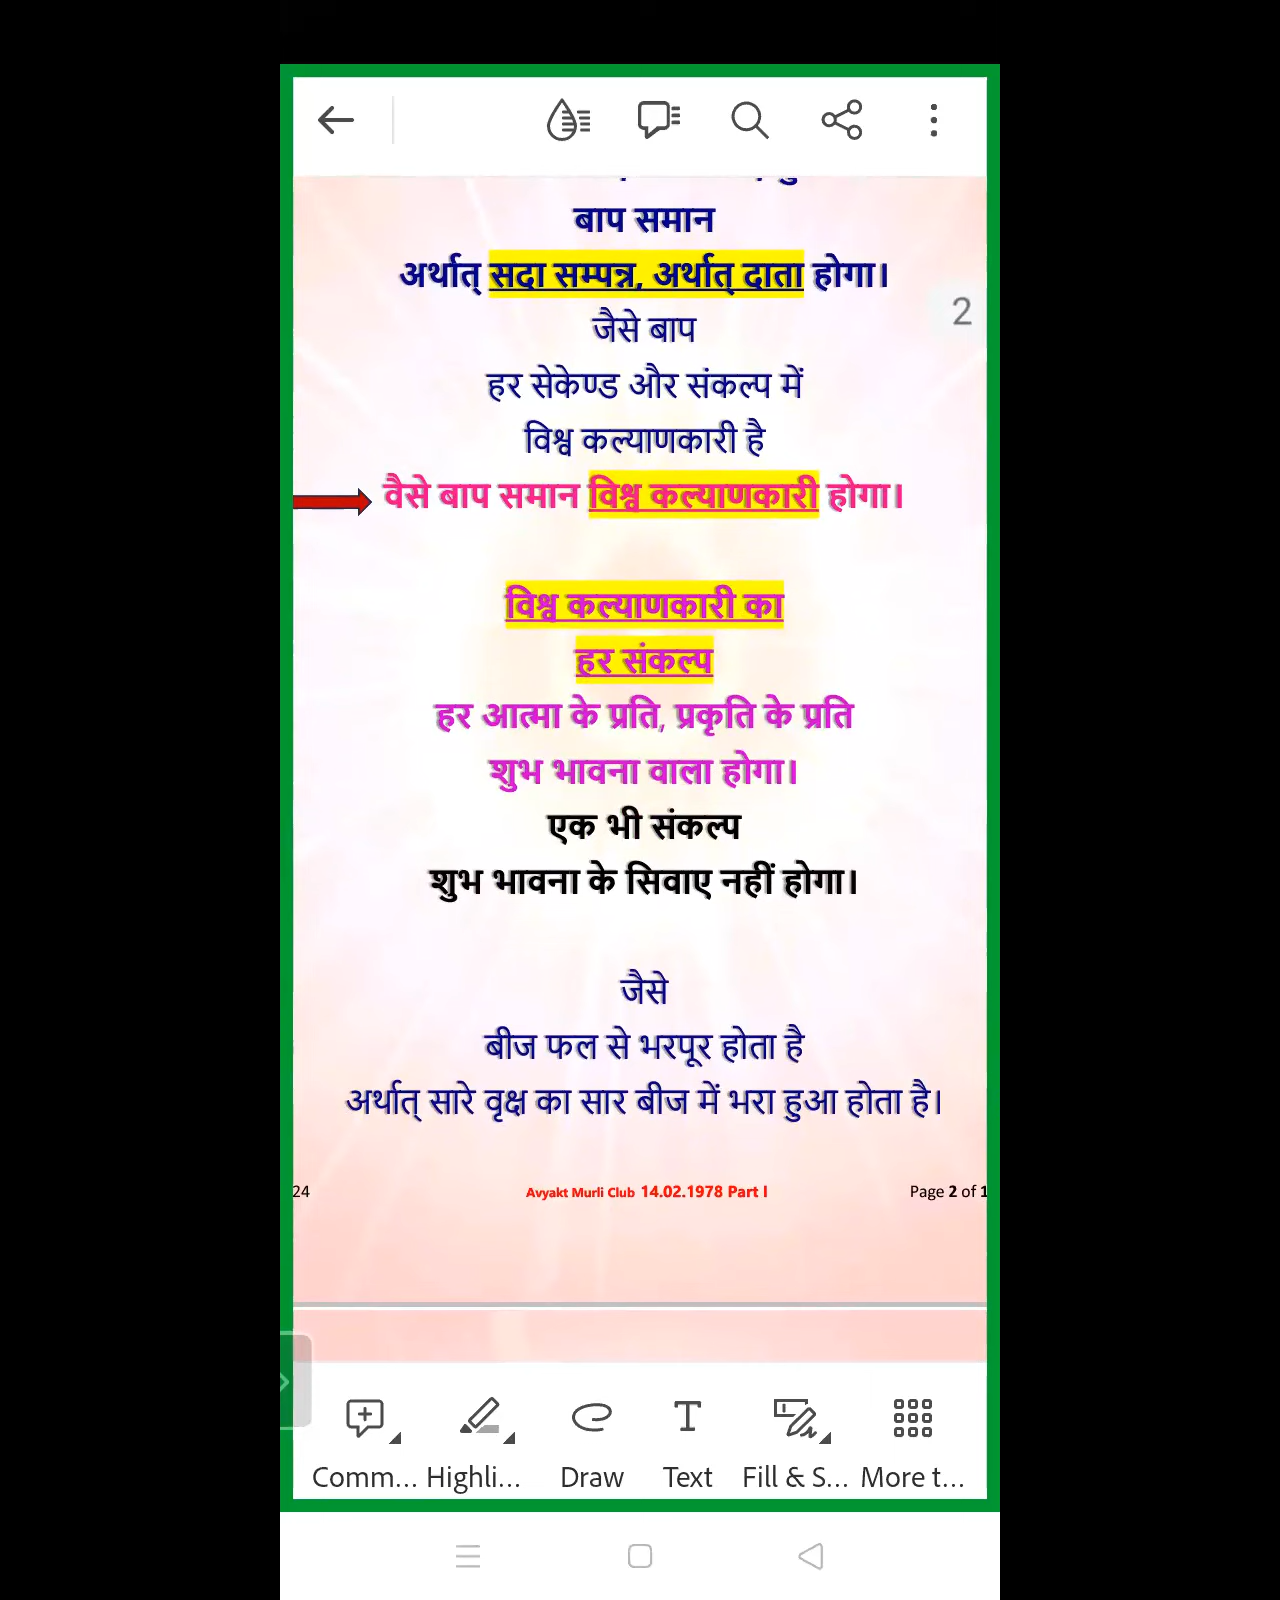 बाप समान
अर्थात् सदा सम्पन्न, अर्थात् दाता होगा।
2
जैसे बाप
हर सेकेण्ड और संकल्प में
विश्व कल्याणकारी है
वैसे बाप समान विश्व कल्याणकारी होगा।
विश्व कल्याणकारी का
हर संकल्प
हर आत्मा के प्रति, प्रकृति के प्रति
शुभ भावना वाला होगा।
एक भी संकल्प
शुभ भावना के सिवाए नहीं होगा।
जैसे
बीज फल से भरपूर होता है
अर्थात् सारे वृक्ष का सार बीज में भरा हुआ होता है।
24 Avyakt Murli Club 14.02.1978 Part I Page 2 of 1
Comm... Highli... Draw Text Fill & S... More t...